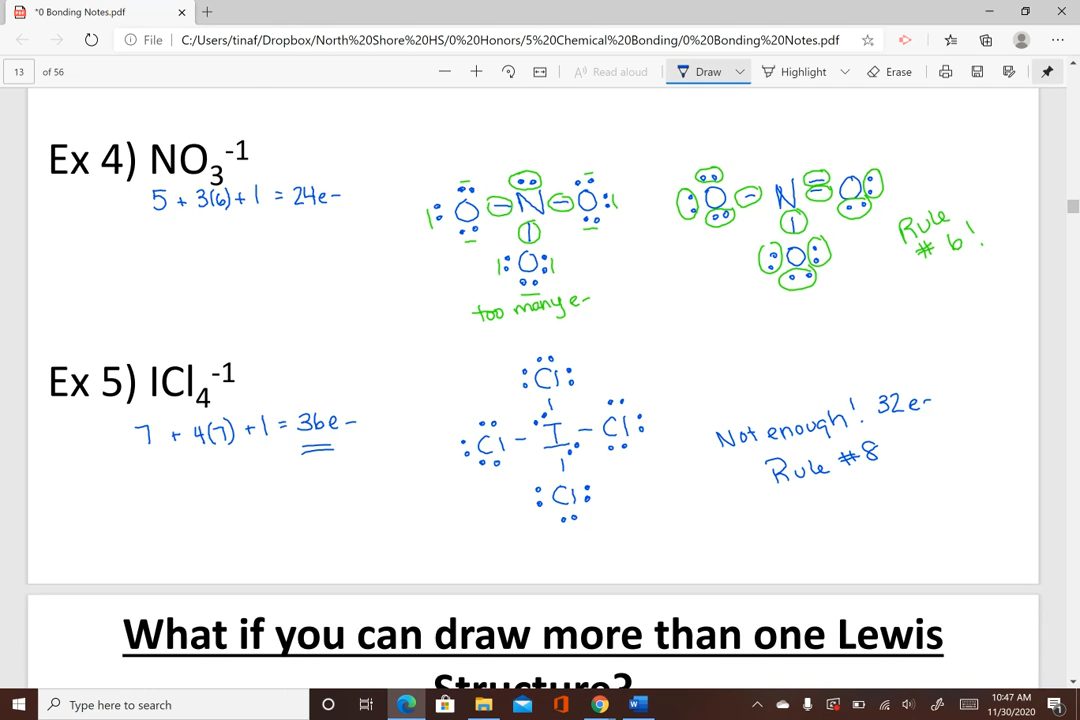 *0 Bonding Notes.pdf
File C:/Users/tinaf/Dropbox/North%20Shore%20HS/0%20Honors/5%20Chemical%20Bonding/0%20Bonding%20Notes.pdf
13 of 56
Read aloud Draw Highlight Erase
Ex 4) NO₃⁻¹
5 + 3(6) + 1 = 24e-
O - N - O
O
too many e-
O - N = O
O
Rule
# 6!
Ex 5) ICl₄⁻¹
7 + 4(7) + 1 = 36e-
Cl
Cl - I - Cl
Cl
Not enough! 32e-
Rule #8
What if you can draw more than one Lewis
Structure?
Type here to search
10:47 AM
11/30/2020
1